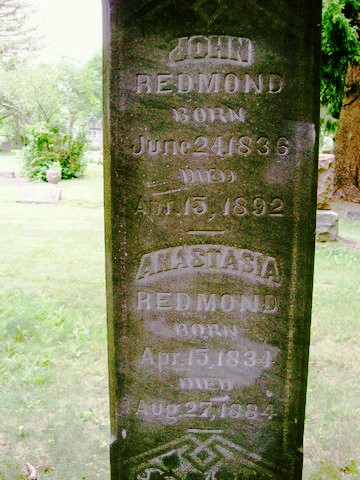 JOHN
REDMOND
BORN
June 24, 1836
DIED
Apr. 15, 1892
ANASTASIA
REDMOND
BORN
Apr. 15, 1834
DIED
Aug. 27, 1884